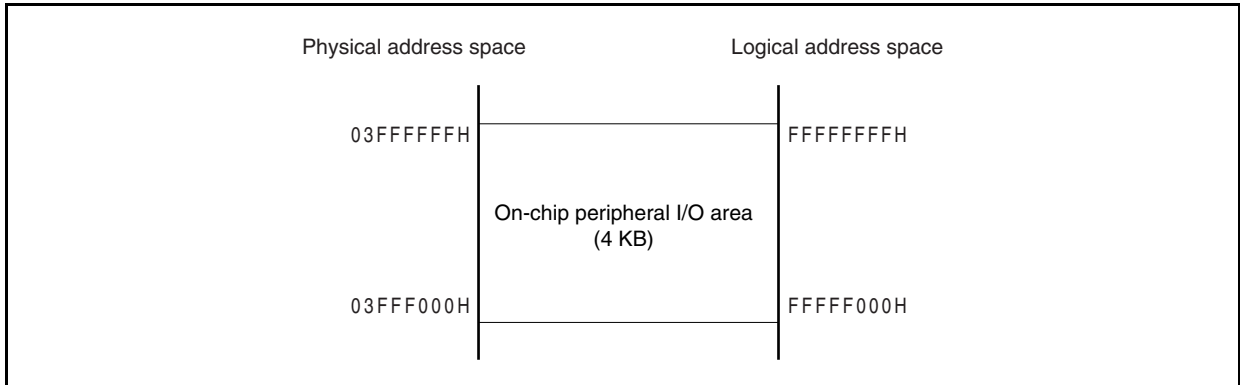 Physical address space
Logical address space
03FFFFFFH
FFFFFFFFH
On-chip peripheral I/O area
(4 KB)
03FFF000H
FFFFF000H